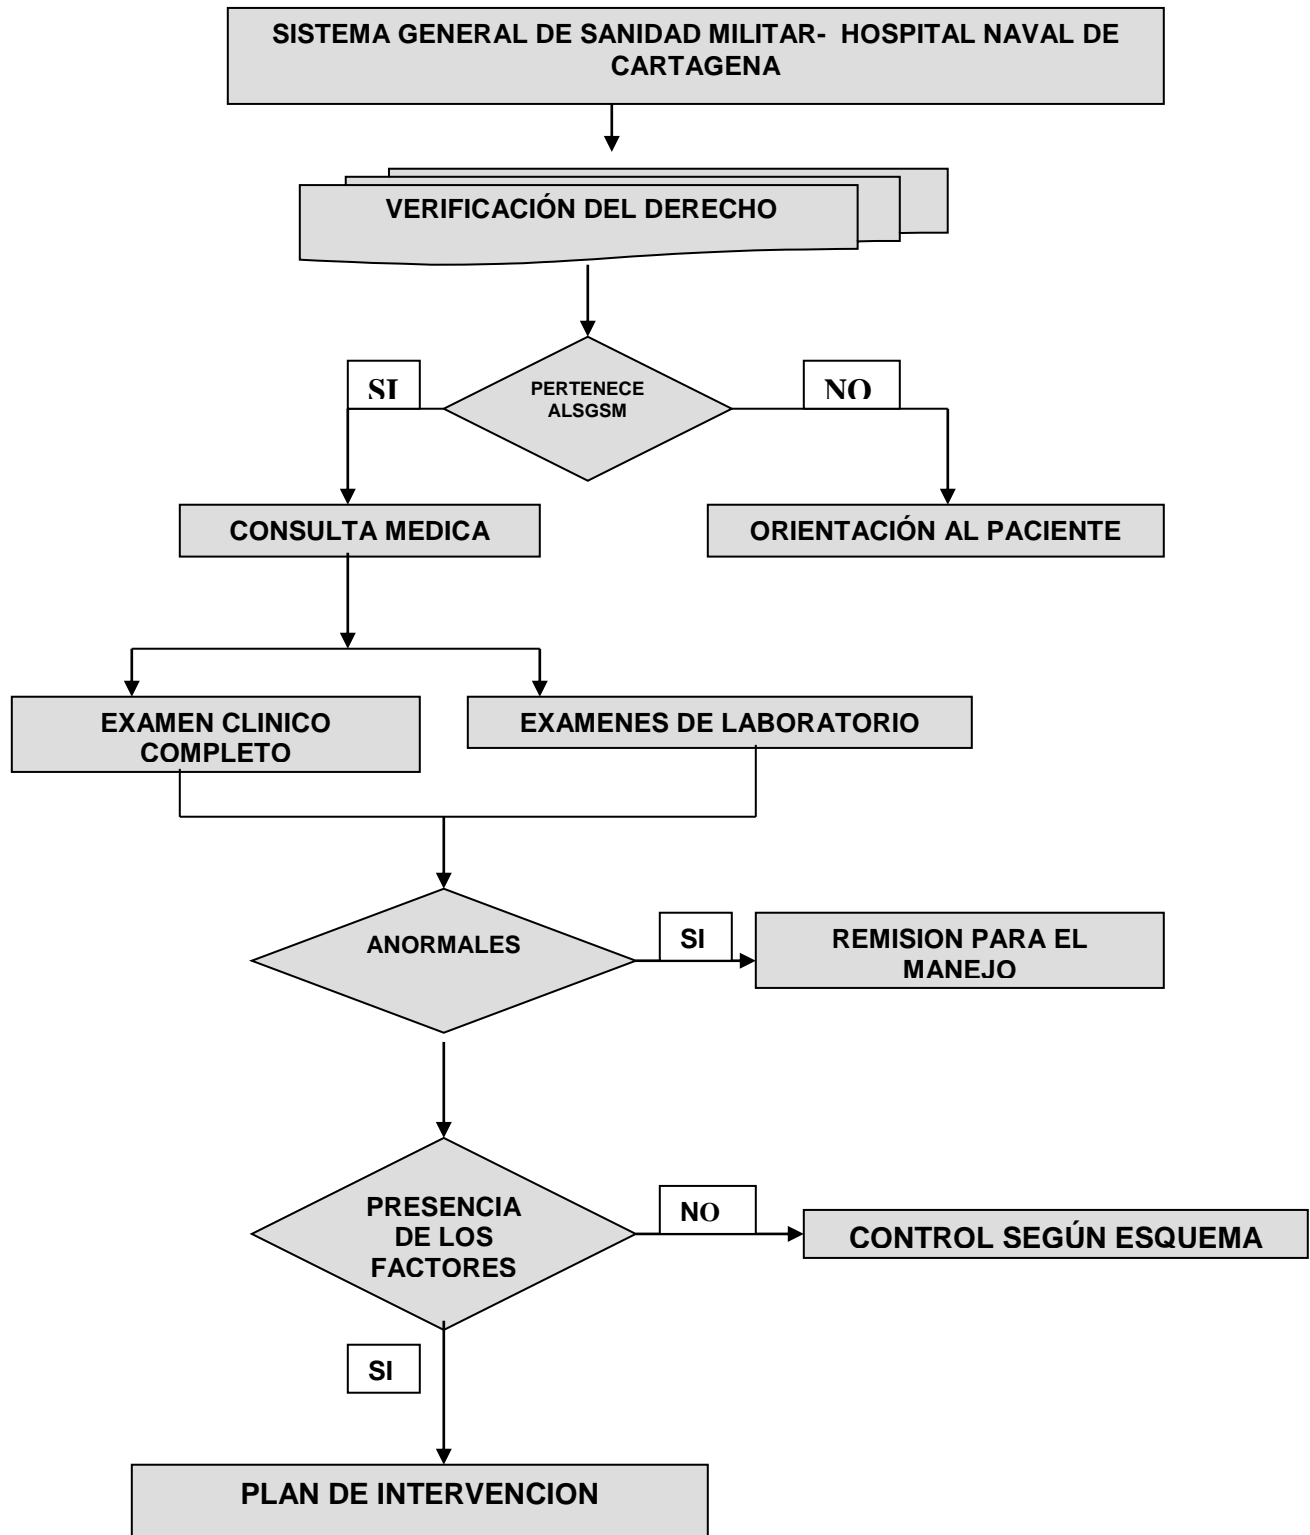 SISTEMA GENERAL DE SANIDAD MILITAR- HOSPITAL NAVAL DE
CARTAGENA
VERIFICACIÓN DEL DERECHO
SI
PERTENECE
ALSGSM
NO
CONSULTA MEDICA
ORIENTACIÓN AL PACIENTE
EXAMEN CLINICO
COMPLETO
EXAMENES DE LABORATORIO
ANORMALES
SI
REMISION PARA EL
MANEJO
PRESENCIA
DE LOS
FACTORES
NO
CONTROL SEGÚN ESQUEMA
SI
PLAN DE INTERVENCION